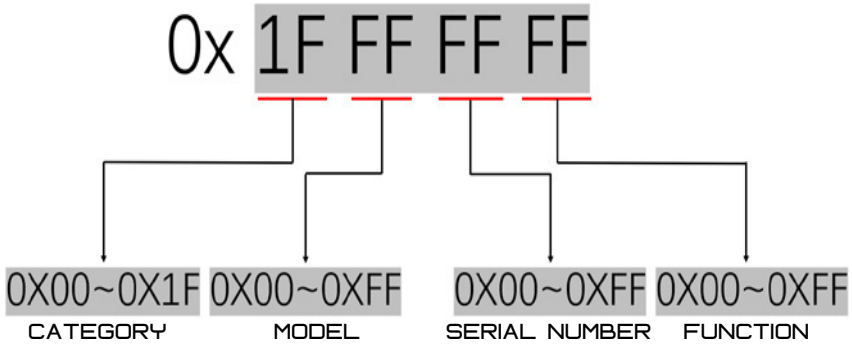 0x 1F FF FF FF
0X00~0X1F 0X00~0XFF 0X00~0XFF 0X00~0XFF
CATEGORY MODEL SERIAL NUMBER FUNCTION